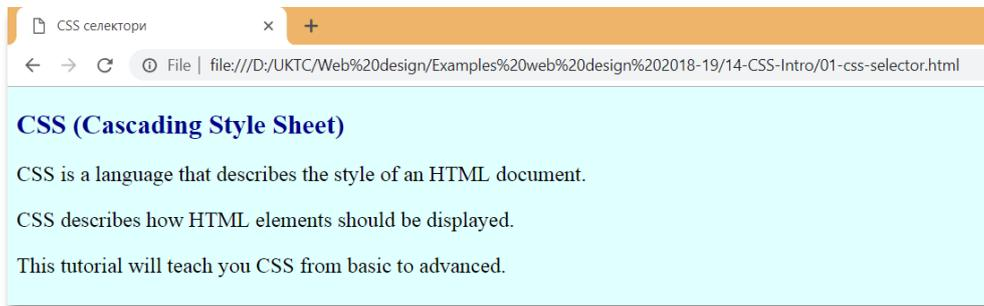 CSS селектори
File | file:///D:/UKTC/Web%20design/Examples%20web%20design%202018-19/14-CSS-Intro/01-css-selector.html
CSS (Cascading Style Sheet)
CSS is a language that describes the style of an HTML document.
CSS describes how HTML elements should be displayed.
This tutorial will teach you CSS from basic to advanced.